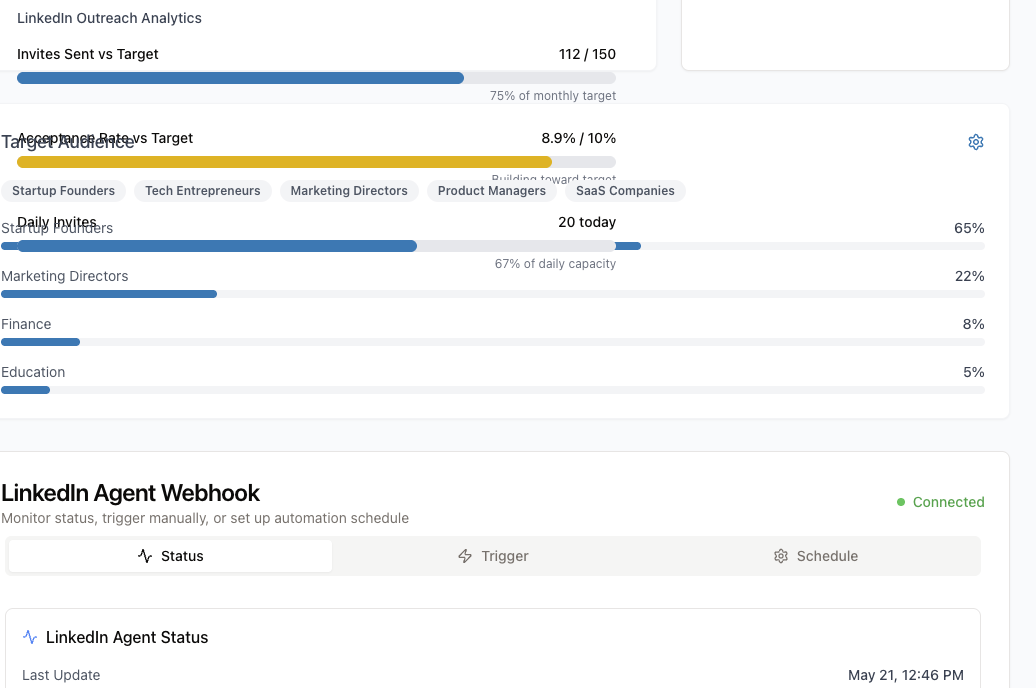 LinkedIn Outreach Analytics
Invites Sent vs Target 112 / 150
75% of monthly target
Acceptance Rate vs Target 8.9% / 10%
Target Audience
Building toward target
Startup Founders Tech Entrepreneurs Marketing Directors Product Managers SaaS Companies
Daily Invites 20 today
Startup Founders 65%
67% of daily capacity
Marketing Directors 22%
Finance 8%
Education 5%
LinkedIn Agent Webhook
Connected
Monitor status, trigger manually, or set up automation schedule
Status Trigger Schedule
LinkedIn Agent Status
Last Update May 21, 12:46 PM